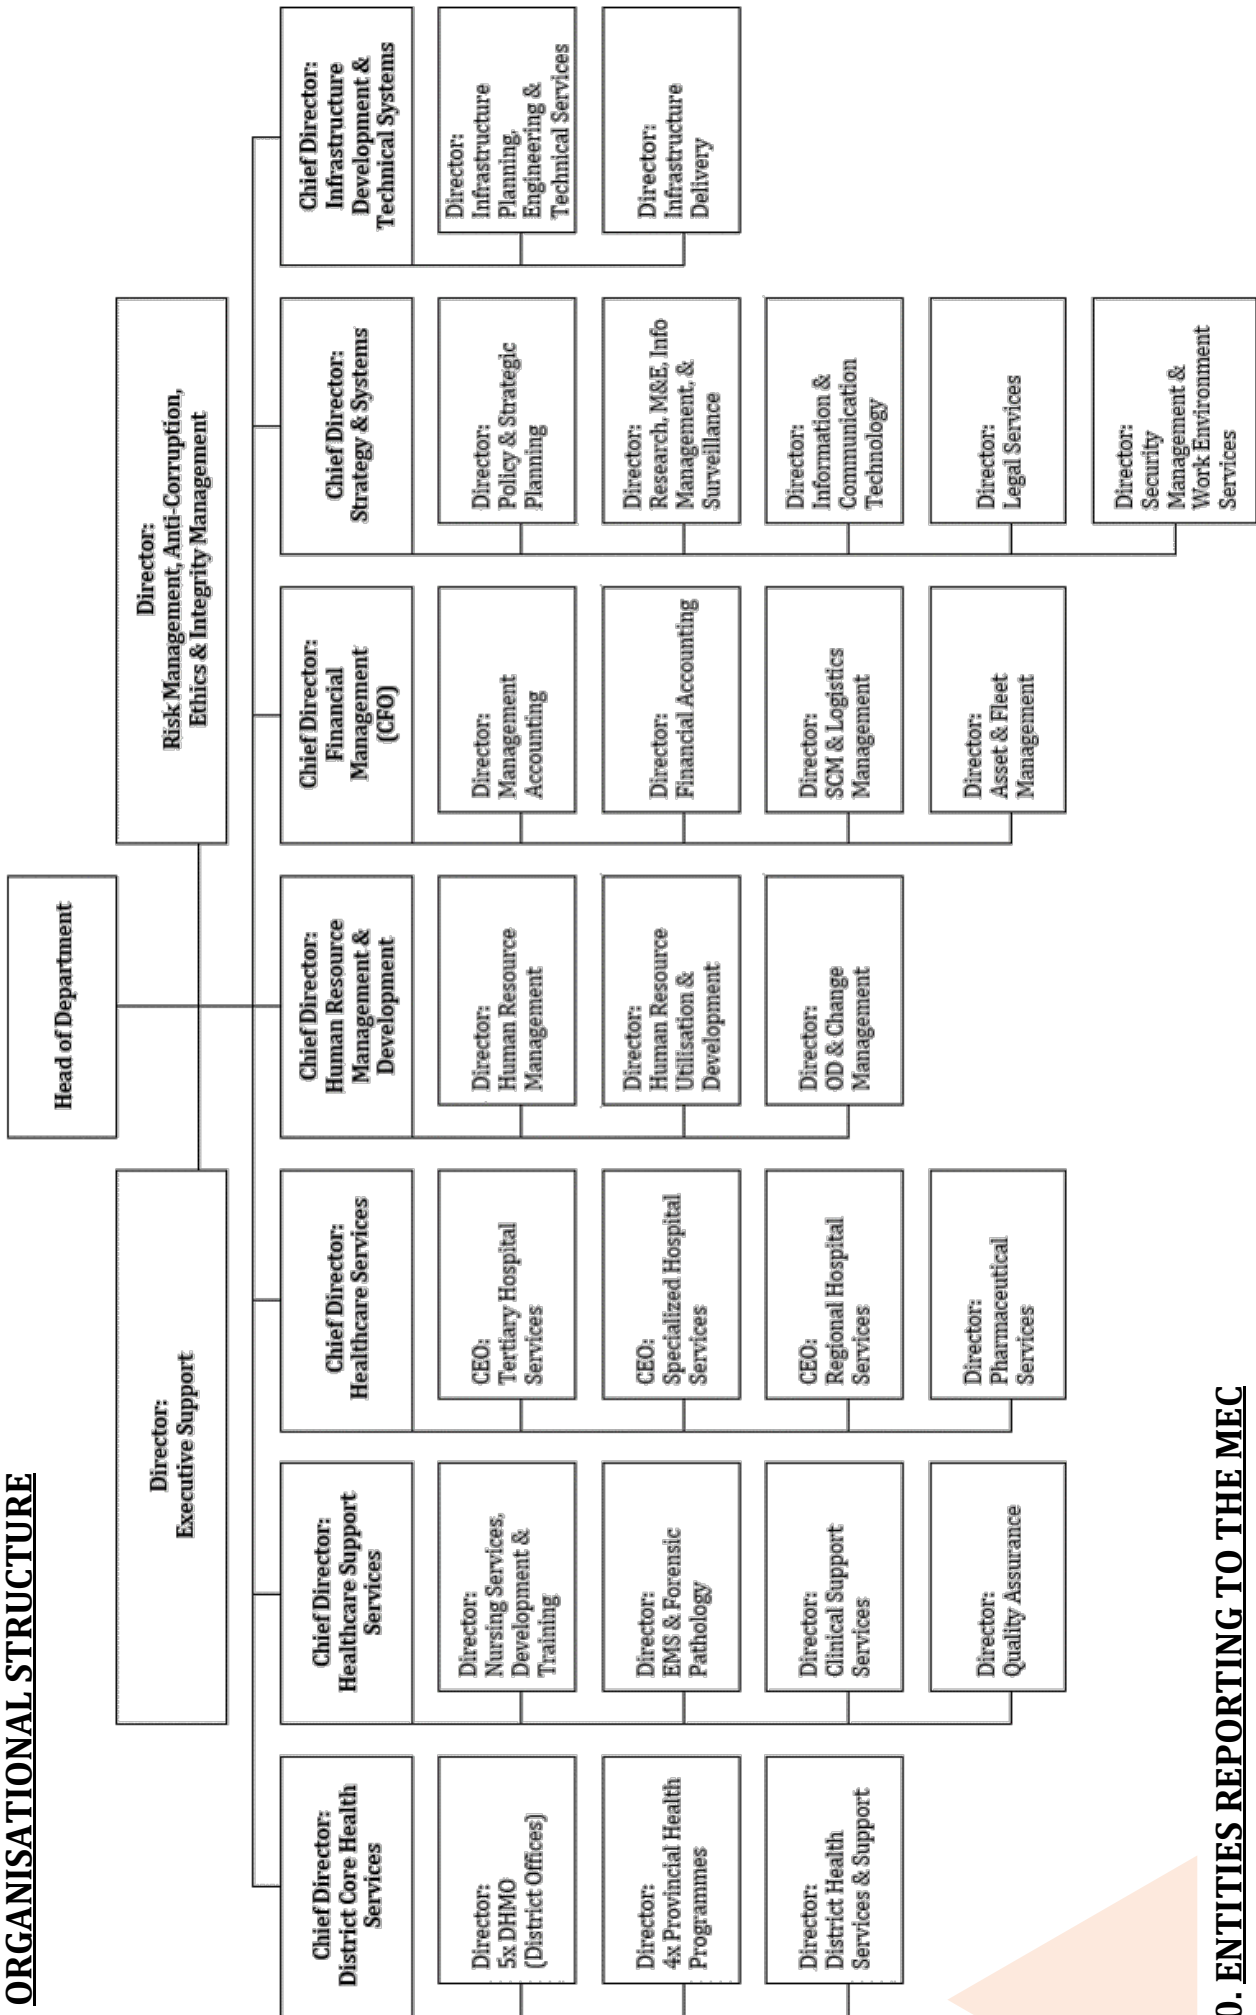 ORGANISATIONAL STRUCTURE
Head of Department
Director:
Executive Support
Director:
Risk Management, Anti-Corruption,
Ethics & Integrity Management
Chief Director:
District Core Health
Services
Director:
5x DHMO
(District Offices)
Director:
4x Provincial Health
Programmes
Director:
District Health
Services & Support
Chief Director:
Healthcare Support
Services
Director:
Nursing Services,
Development &
Training
Director:
EMS & Forensic
Pathology
Director:
Clinical Support
Services
Director:
Quality Assurance
Chief Director:
Healthcare Services
CEO:
Tertiary Hospital
Services
CEO:
Specialized Hospital
Services
CEO:
Regional Hospital
Services
Director:
Pharmaceutical
Services
Chief Director:
Human Resource
Management &
Development
Director:
Human Resource
Management
Director:
Human Resource
Utilisation &
Development
Director:
OD & Change
Management
Chief Director:
Financial
Management
(CFO)
Director:
Management
Accounting
Director:
Financial Accounting
Director:
SCM & Logistics
Management
Director:
Asset & Fleet
Management
Chief Director:
Strategy & Systems
Director:
Policy & Strategic
Planning
Director:
Research, M&E, Info
Management, &
Surveillance
Director:
Information &
Communication
Technology
Director:
Legal Services
Director:
Security
Management &
Work Environment
Services
Chief Director:
Infrastructure
Development &
Technical Systems
Director:
Infrastructure
Planning,
Engineering &
Technical Services
Director:
Infrastructure
Delivery
0. ENTITIES REPORTING TO THE MEC